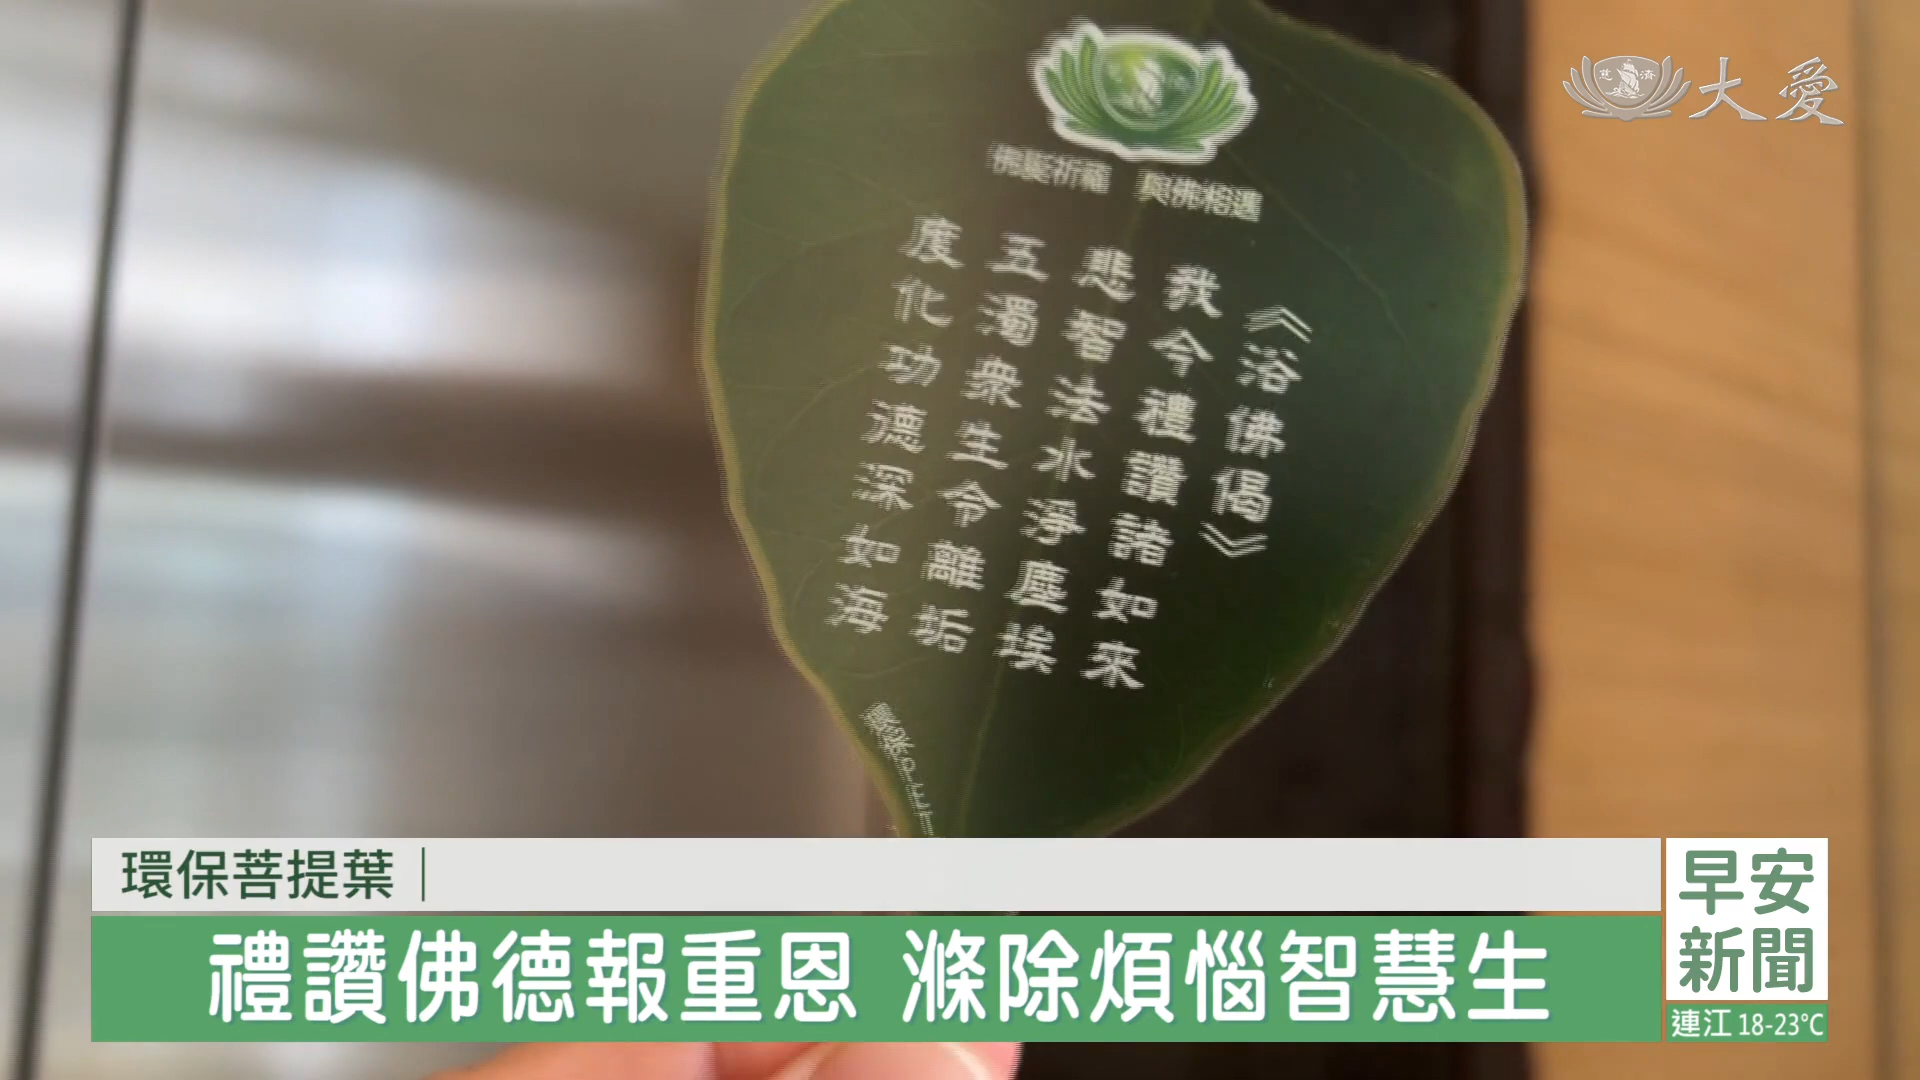 慈濟
大愛
佛誕祈福 與佛相遇
《浴佛偈》
我今禮讚諸如來
悲智法水淨塵埃
五濁眾生令離垢
度化功德深如海
環保菩提葉
禮讚佛德報重恩 滌除煩惱智慧生
早安
新聞
連江 18-23°C